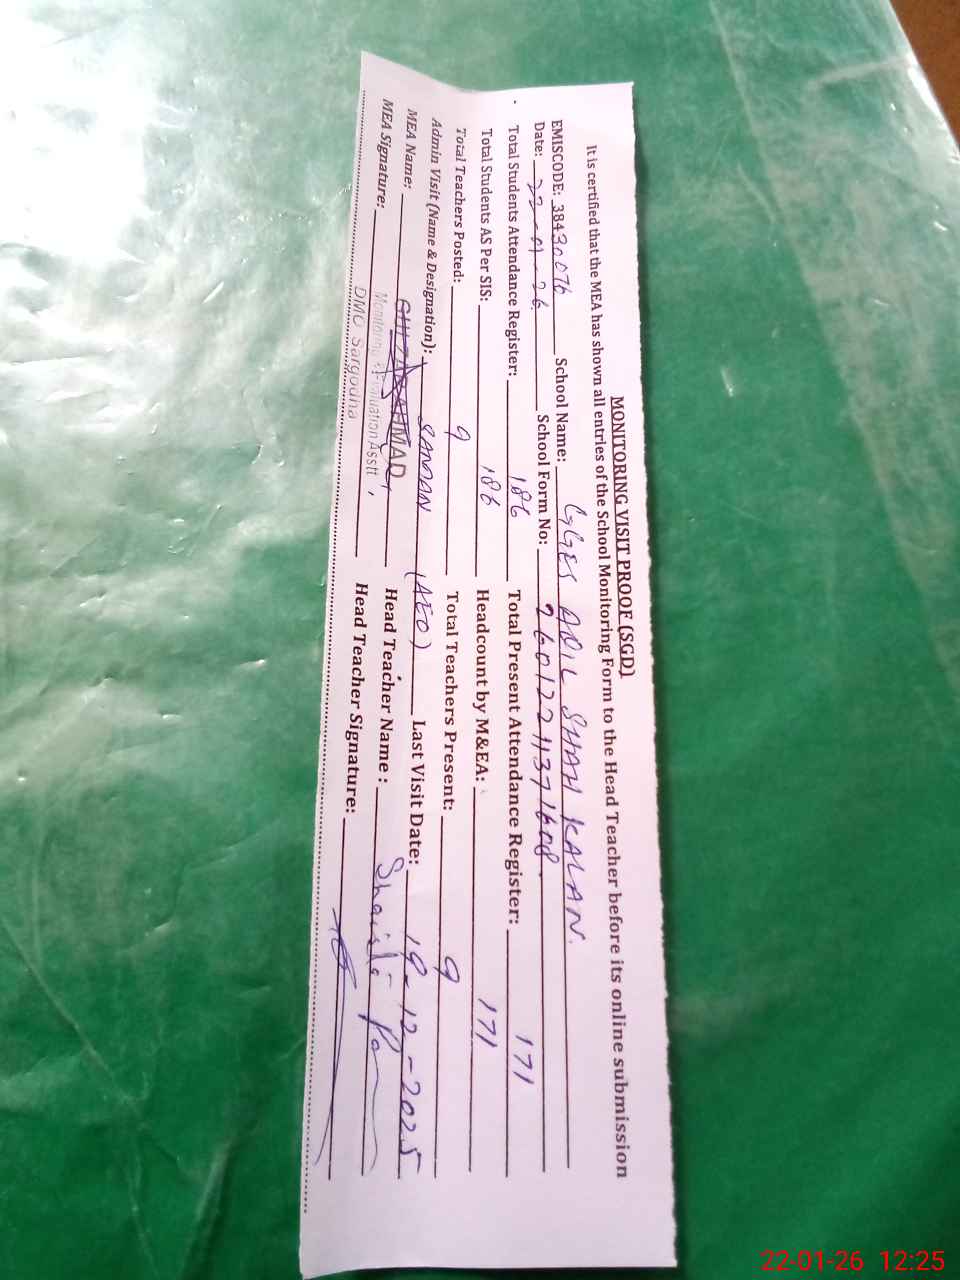 MONITORING VISIT PROOF (SGD)
It is certified that the MEA has shown all entries of the School Monitoring Form to the Head Teacher before its online submission
EMISCODE: 38430076 School Name: GGES ADIL SHAH KALAN.
Date: 22-01-26. School Form No: 26012211371608.
Total Students Attendance Register: 186 Total Present Attendance Register: 171
Total Students AS Per SIS: 186 Headcount by M&EA: 171
Total Teachers Posted: 9 Total Teachers Present: 9
Admin Visit (Name & Designation): (AEO) Last Visit Date: 19-12-2025
MEA Name: AHMAD Head Teacher Name : Shaista
Monitoring & Evaluation Asstt,
MEA Signature: Head Teacher Signature:
DMO Sargodha
22-01-26 12:25